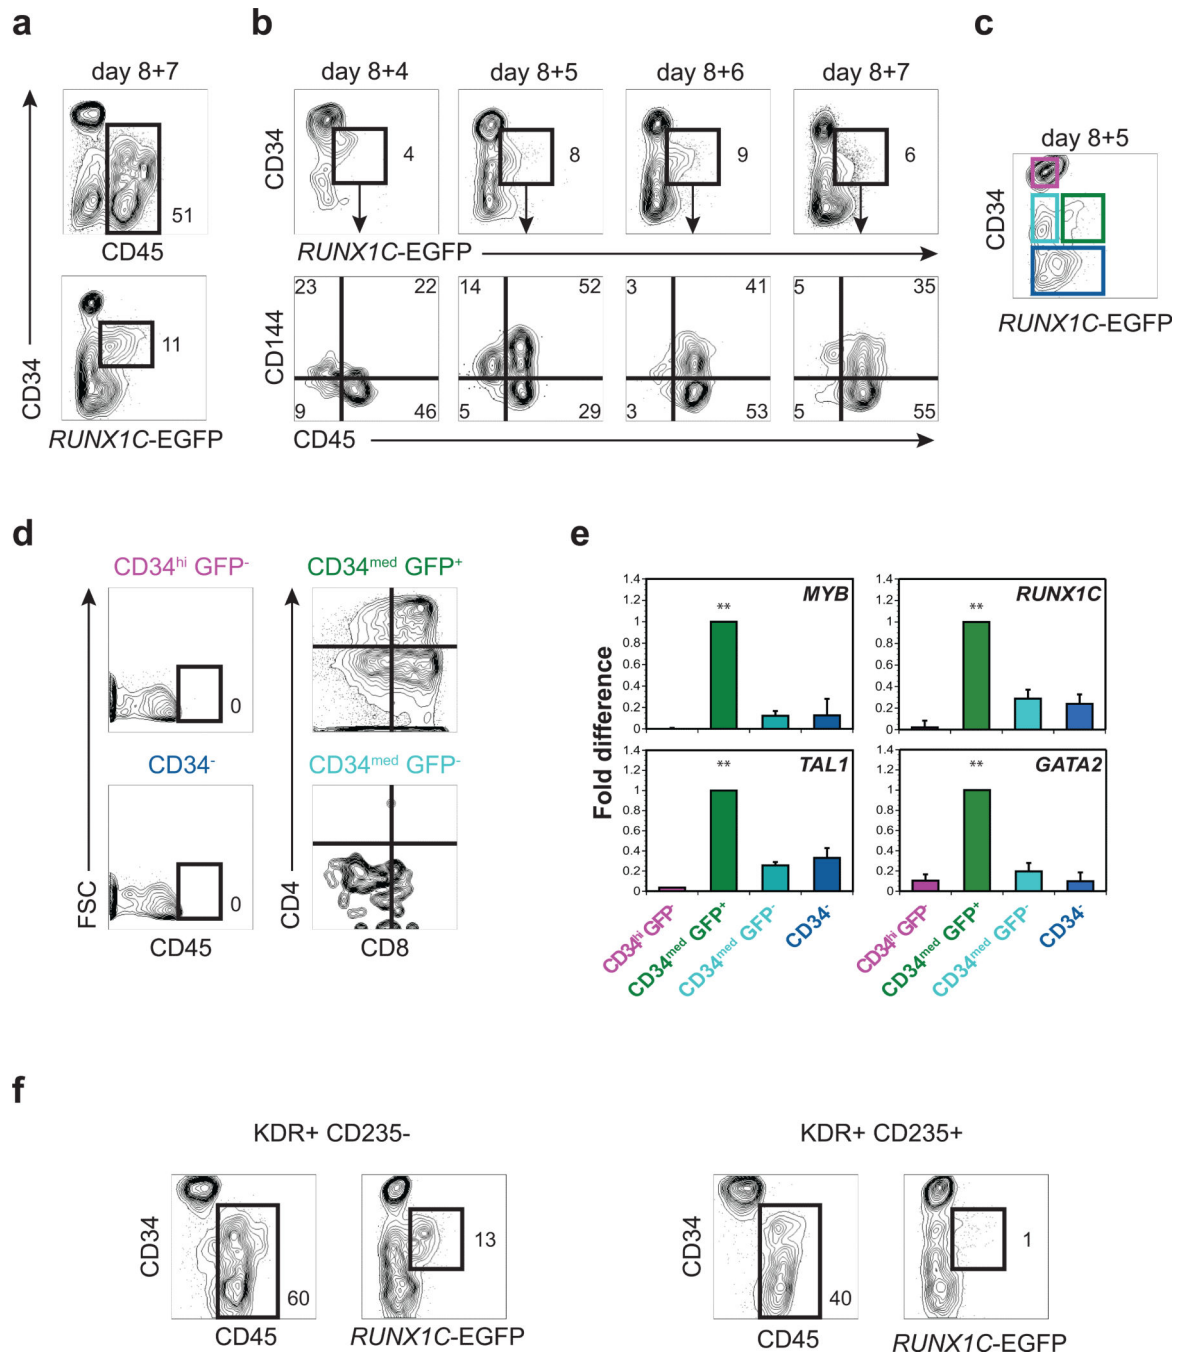 a
day 8+7
51
CD45
11
RUNX1C-EGFP
CD34
b
day 8+4 day 8+5 day 8+6 day 8+7
CD34
4 8 9 6
RUNX1C-EGFP
23 22 14 52 3 41 5 35
CD144
9 46 5 29 3 53 5 55
CD45
c
day 8+5
CD34
RUNX1C-EGFP
d
CD34hi GFP- CD34med GFP+
0
CD34- CD34med GFP-
0
FSC
CD4
CD45 CD8
e
Fold difference
1.4
1.2
1
0.8
0.6
0.4
0.2
0
**
MYB
1.4
1.2
1
0.8
0.6
0.4
0.2
0
**
RUNX1C
1.4
1.2
1
0.8
0.6
0.4
0.2
0
**
TAL1
1.4
1.2
1
0.8
0.6
0.4
0.2
0
**
GATA2
CD34hi GFP-
CD34med GFP+
CD34med GFP-
CD34-
CD34hi GFP-
CD34med GFP+
CD34med GFP-
CD34-
f
KDR+ CD235- KDR+ CD235+
CD34
60
CD45
13
RUNX1C-EGFP
CD34
40
CD45
1
RUNX1C-EGFP